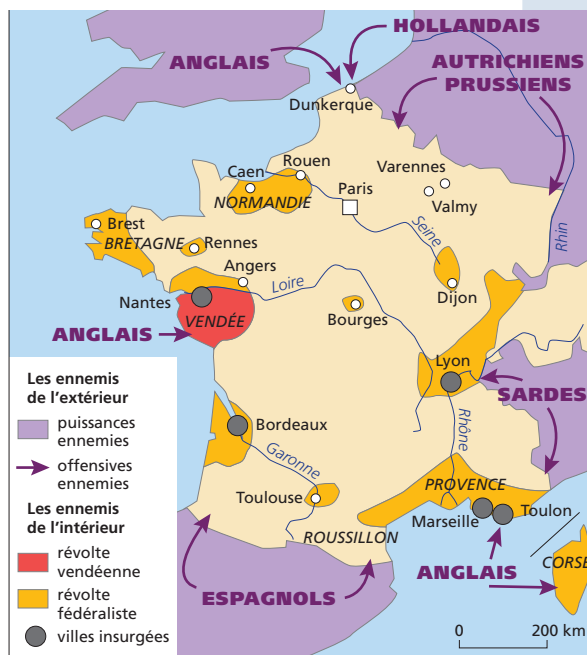 HOLLANDAIS
ANGLAIS
AUTRICHIENS
PRUSSIENS
Dunkerque
Rouen
Caen
Varennes
NORMANDIE
Paris
Valmy
Seine
Rhin
Brest
BRETAGNE
Rennes
Angers
Loire
Dijon
Nantes
VENDÉE
Bourges
ANGLAIS
Lyon
SARDES
Rhône
Bordeaux
Garonne
PROVENCE
Toulouse
Marseille
Toulon
ROUSSILLON
ANGLAIS
CORSE
ESPAGNOLS
0 200 km
Les ennemis
de l'extérieur
puissances
ennemies
offensives
ennemies
Les ennemis
de l'intérieur
révolte
vendéenne
révolte
fédéraliste
villes insurgées